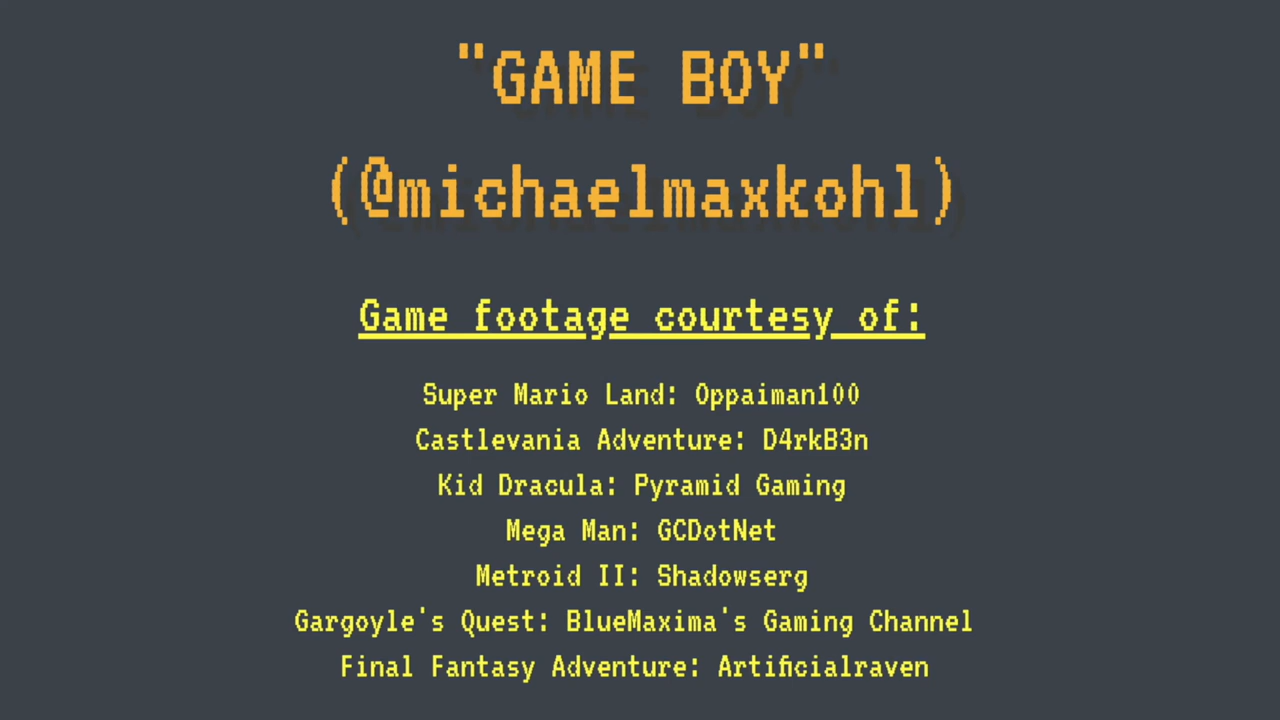 "GAME BOY"
(@michaelmaxkohl)
Game footage courtesy of:
Super Mario Land: Oppaiman100
Castlevania Adventure: D4rkB3n
Kid Dracula: Pyramid Gaming
Mega Man: GCDotNet
Metroid II: Shadowserg
Gargoyle's Quest: BlueMaxima's Gaming Channel
Final Fantasy Adventure: Artificialraven